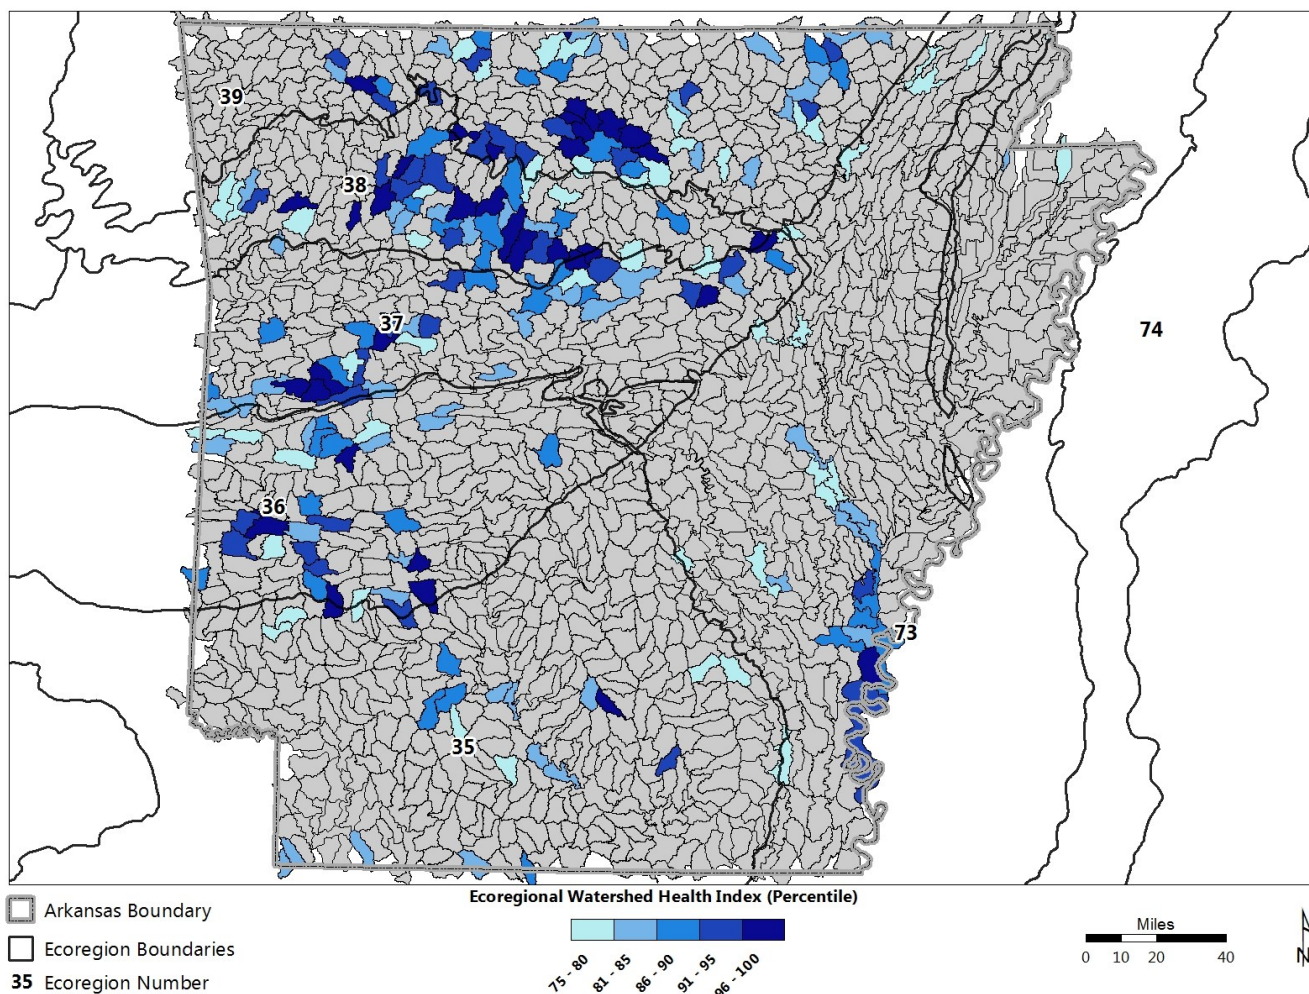 39
38
37
74
36
73
35
Ecoregional Watershed Health Index (Percentile)
75 - 80
81 - 85
86 - 90
91 - 95
96 - 100
Arkansas Boundary
Ecoregion Boundaries
35 Ecoregion Number
Miles
0 10 20 40
N